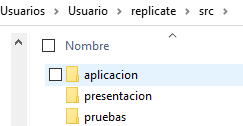 Usuarios > Usuario > replicate > src >
Nombre
aplicacion
presentacion
pruebas